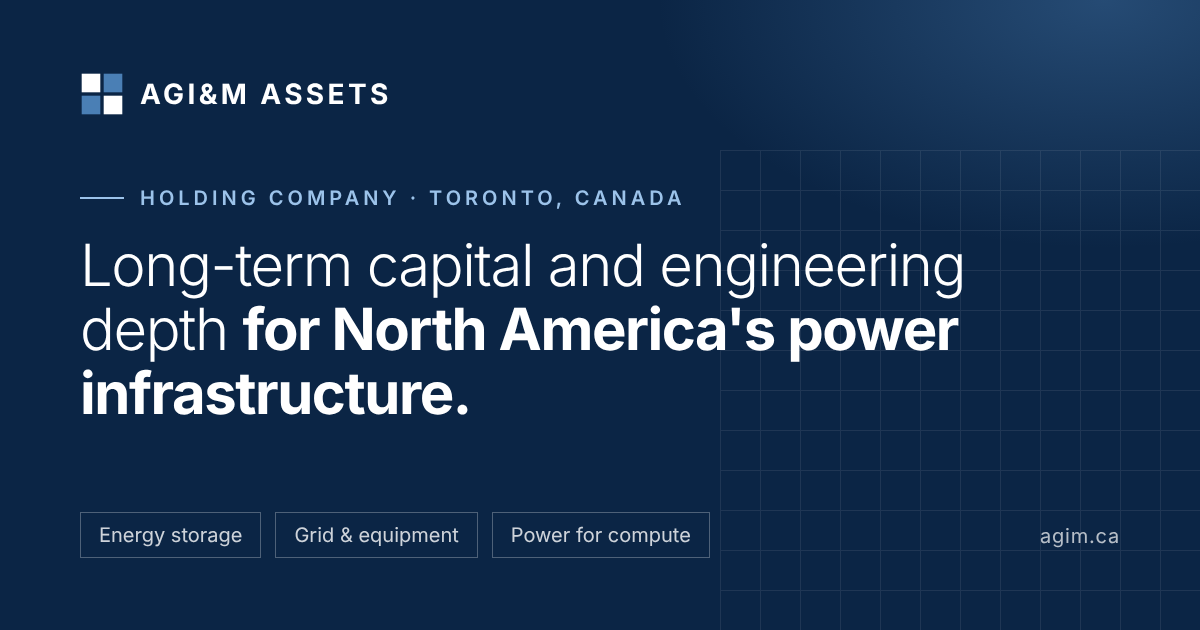 AGI&M ASSETS
HOLDING COMPANY · TORONTO, CANADA
Long-term capital and engineering
depth for North America's power
infrastructure.
Energy storage
Grid & equipment
Power for compute
agim.ca